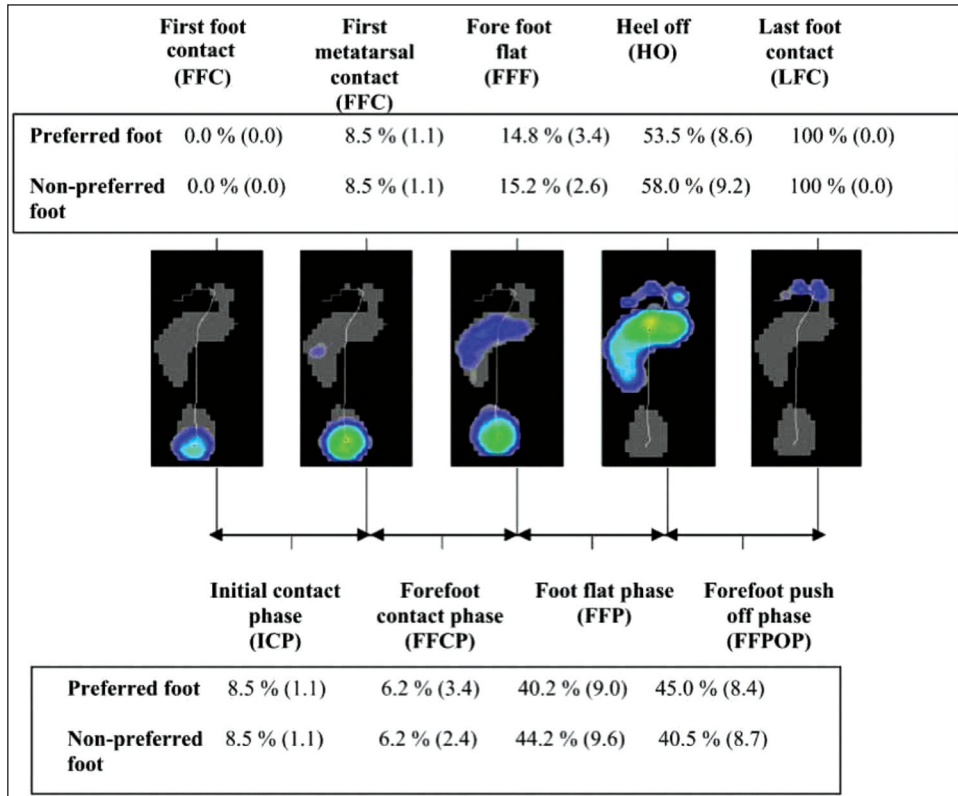 First foot contact (FFC)
First metatarsal contact (FFC)
Fore foot flat (FFF)
Heel off (HO)
Last foot contact (LFC)
Preferred foot 0.0 % (0.0) 8.5 % (1.1) 14.8 % (3.4) 53.5 % (8.6) 100 % (0.0)
Non-preferred foot 0.0 % (0.0) 8.5 % (1.1) 15.2 % (2.6) 58.0 % (9.2) 100 % (0.0)
Initial contact phase (ICP)
Forefoot contact phase (FFCP)
Foot flat phase (FFP)
Forefoot push off phase (FFPOP)
Preferred foot 8.5 % (1.1) 6.2 % (3.4) 40.2 % (9.0) 45.0 % (8.4)
Non-preferred foot 8.5 % (1.1) 6.2 % (2.4) 44.2 % (9.6) 40.5 % (8.7)